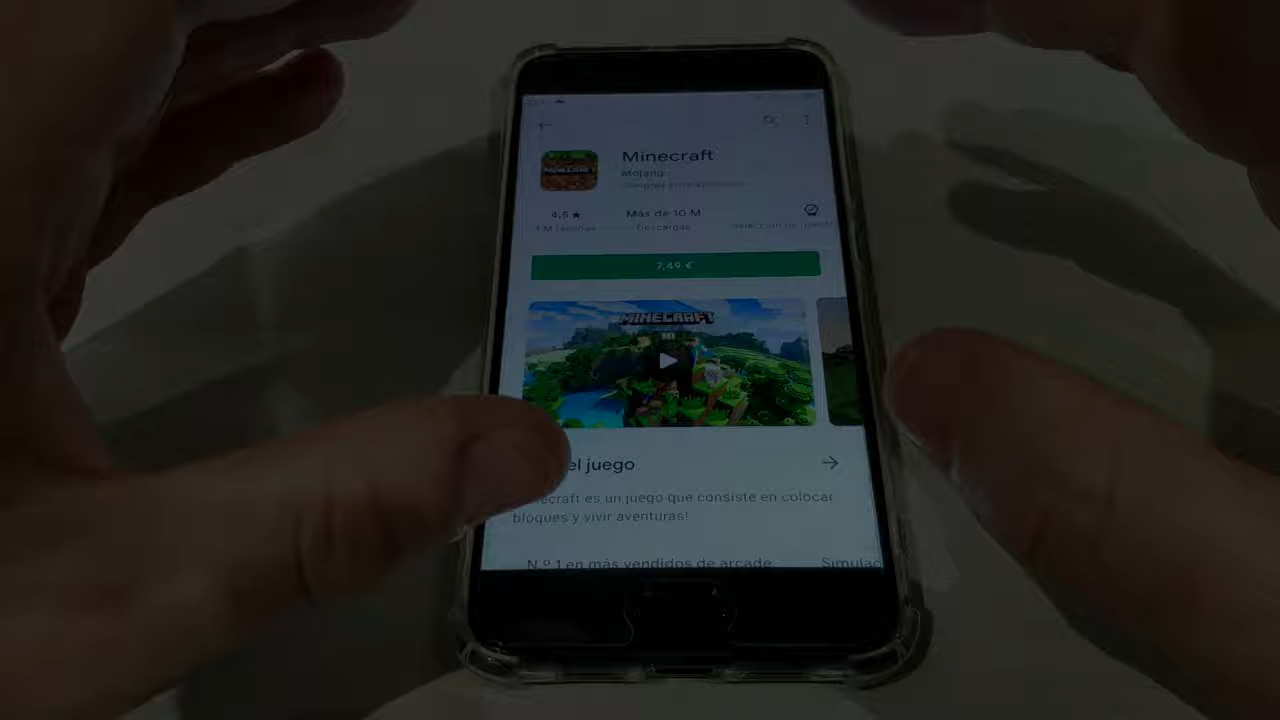 Minecraft
Mojang
4,5★
Más de 10 M
Descargas
7,49 €
MINECRAFT
el juego
ecraft es un juego que consiste en colocar
bloques y vivir aventuras!
N.º 1 en más vendidos de arcade
Simulac